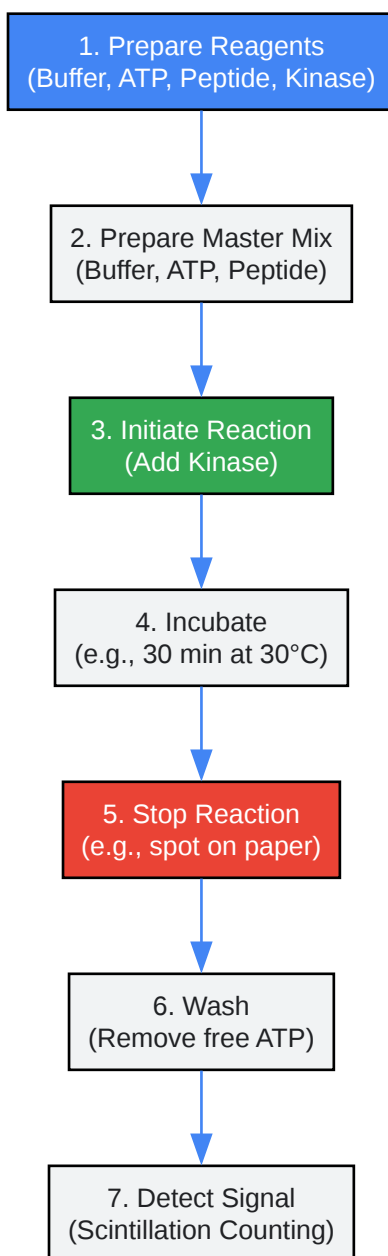 1. Prepare Reagents
(Buffer, ATP, Peptide, Kinase)
2. Prepare Master Mix
(Buffer, ATP, Peptide)
3. Initiate Reaction
(Add Kinase)
4. Incubate
(e.g., 30 min at 30°C)
5. Stop Reaction
(e.g., spot on paper)
6. Wash
(Remove free ATP)
7. Detect Signal
(Scintillation Counting)